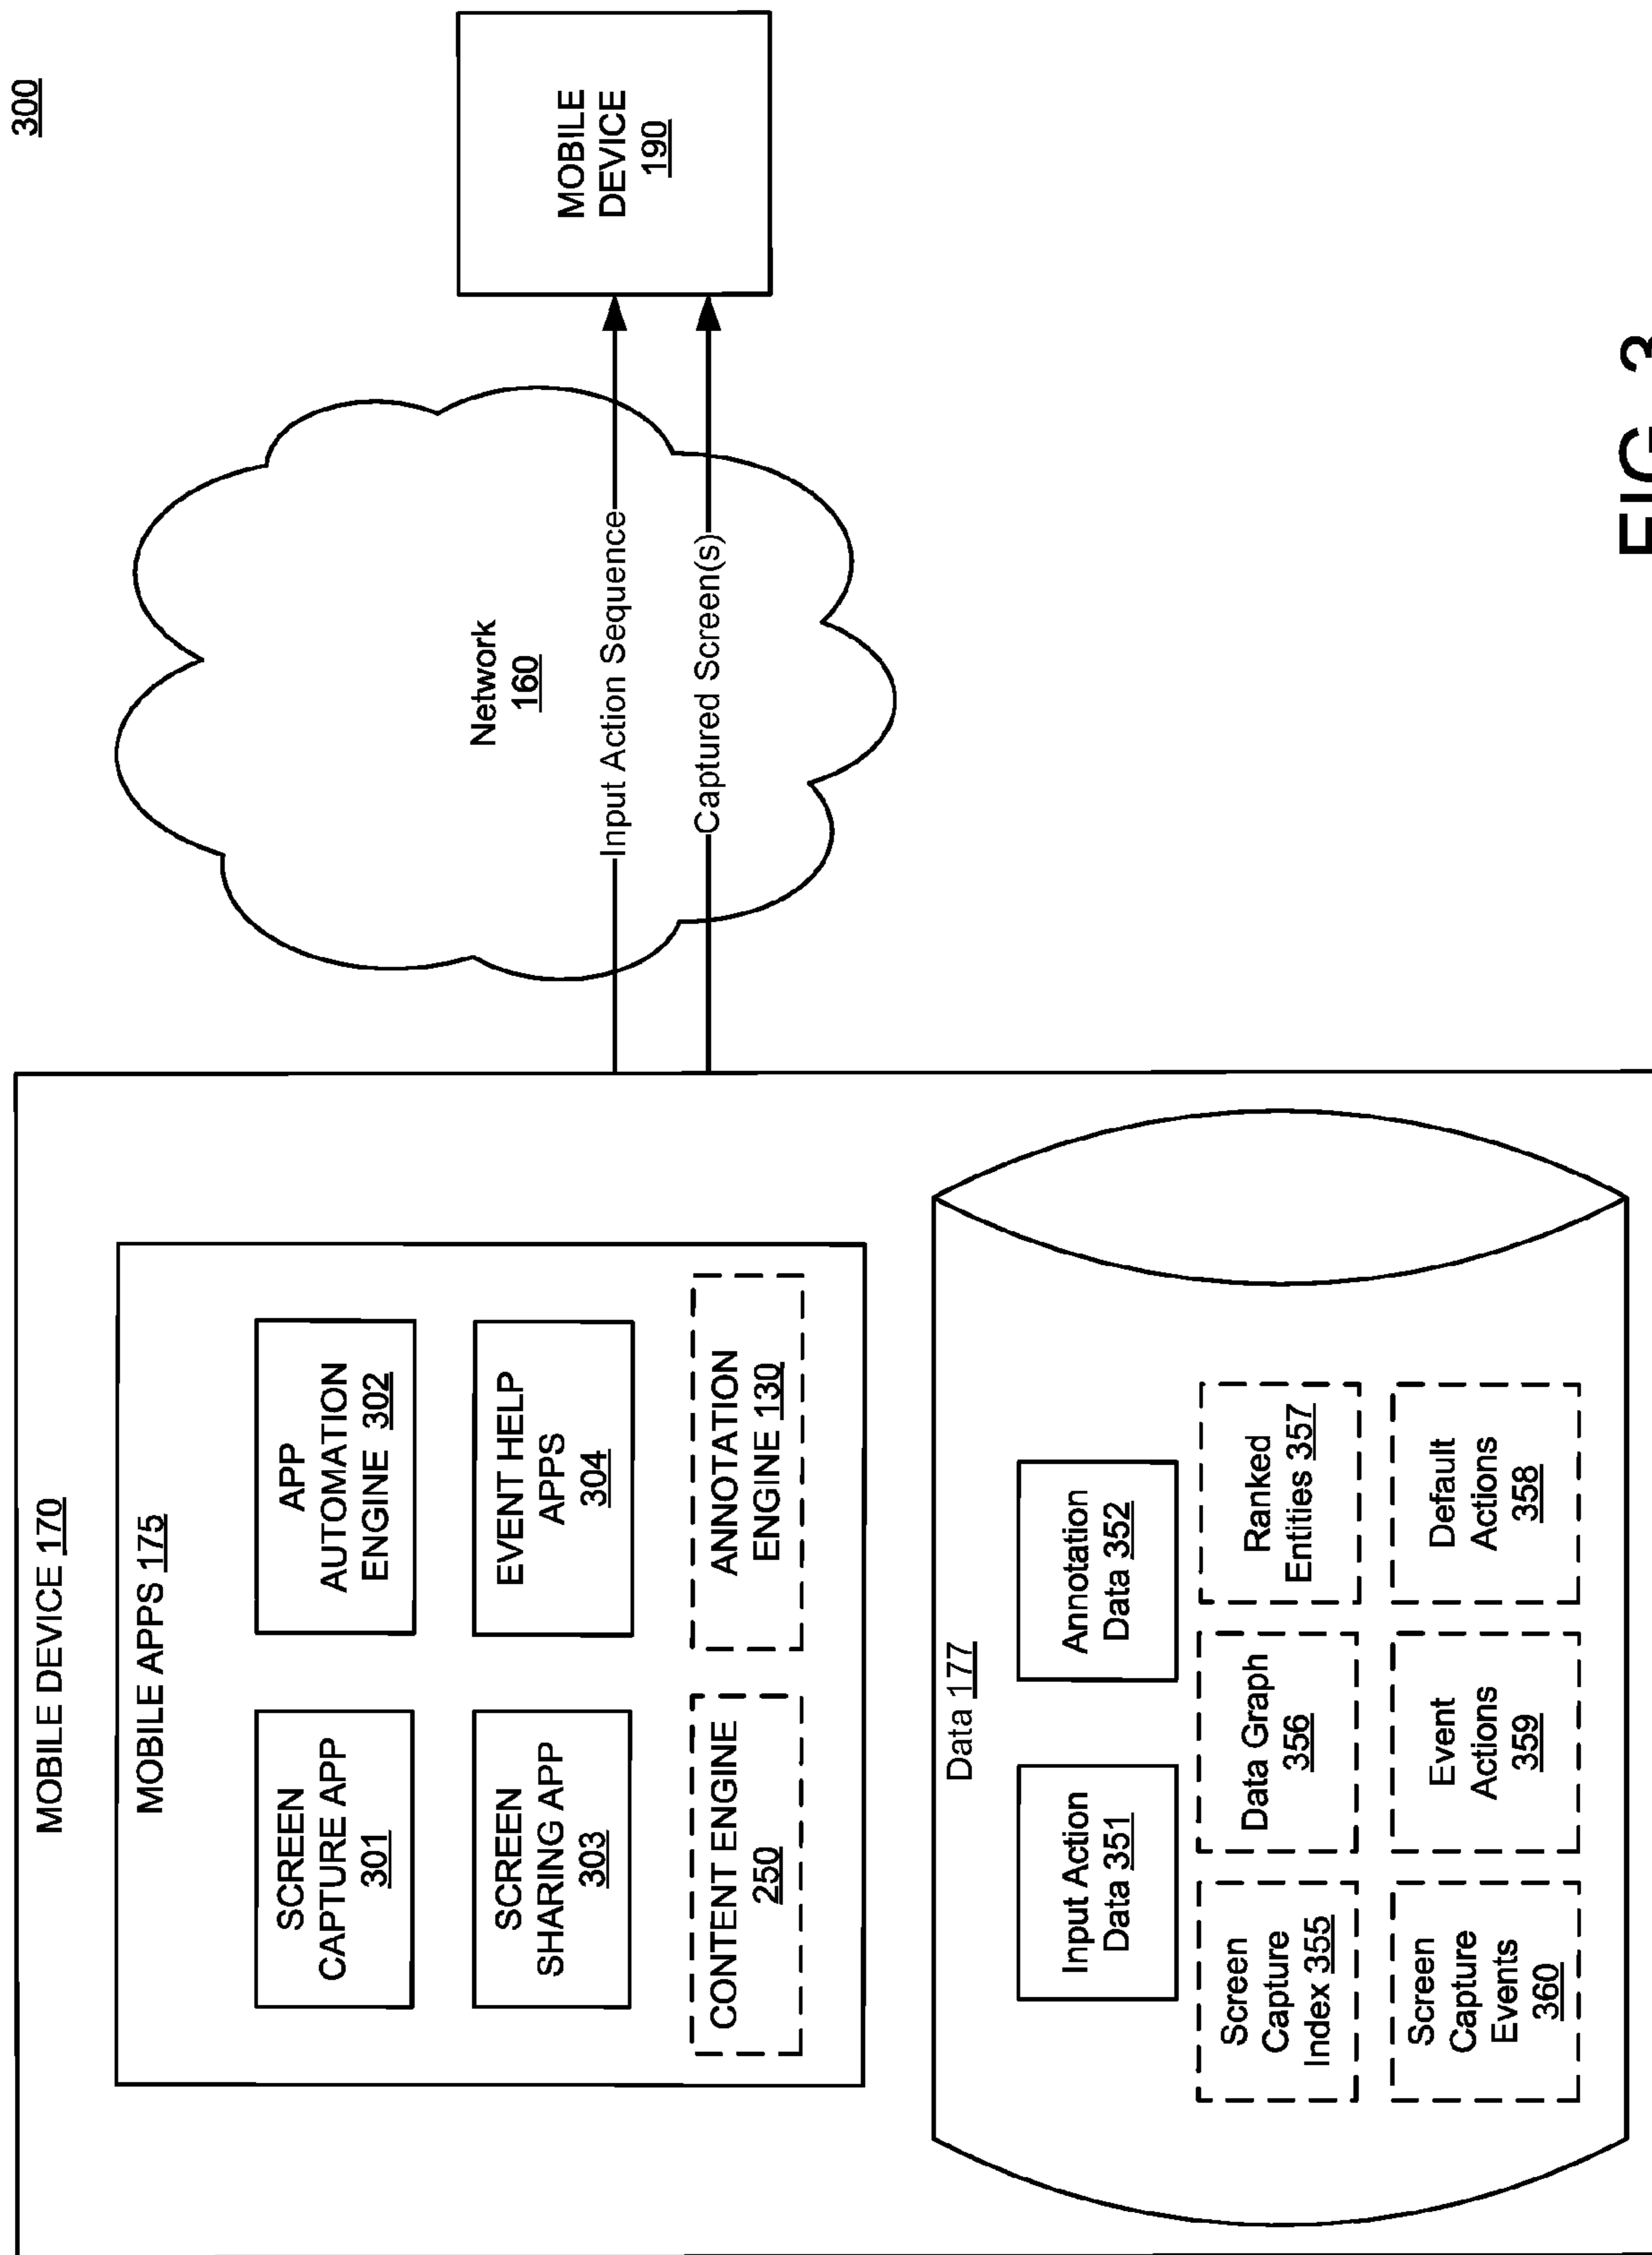 300
MOBILE DEVICE 170
MOBILE APPS 175
SCREEN
CAPTURE APP
301
APP
AUTOMATION
ENGINE 302
SCREEN
SHARING APP
303
EVENT HELP
APPS
304
CONTENT ENGINE
250
ANNOTATION
ENGINE 130
Data 177
Input Action
Data 351
Annotation
Data 352
Screen
Capture
Index 355
Data Graph
356
Ranked
Entities 357
Screen
Capture
Events
360
Event
Actions
359
Default
Actions
358
Network
160
Input Action Sequence
Captured Screen(s)
MOBILE
DEVICE
190
FIG. 3